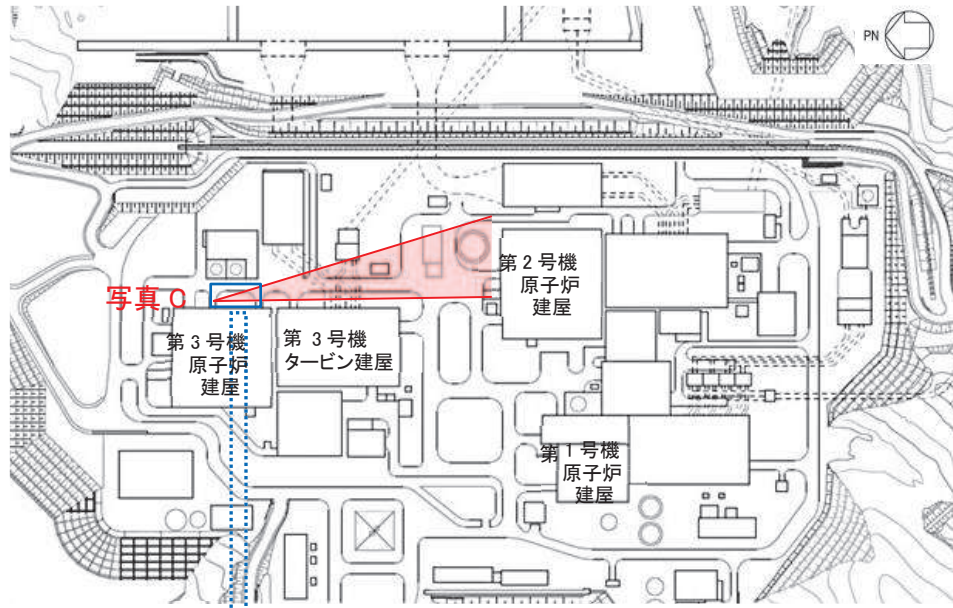 PN
写真 C
第２号機
原子炉
建屋
第３号機
原子炉
建屋
第 ３号機
タービン建屋
第１号機
原子炉
建屋